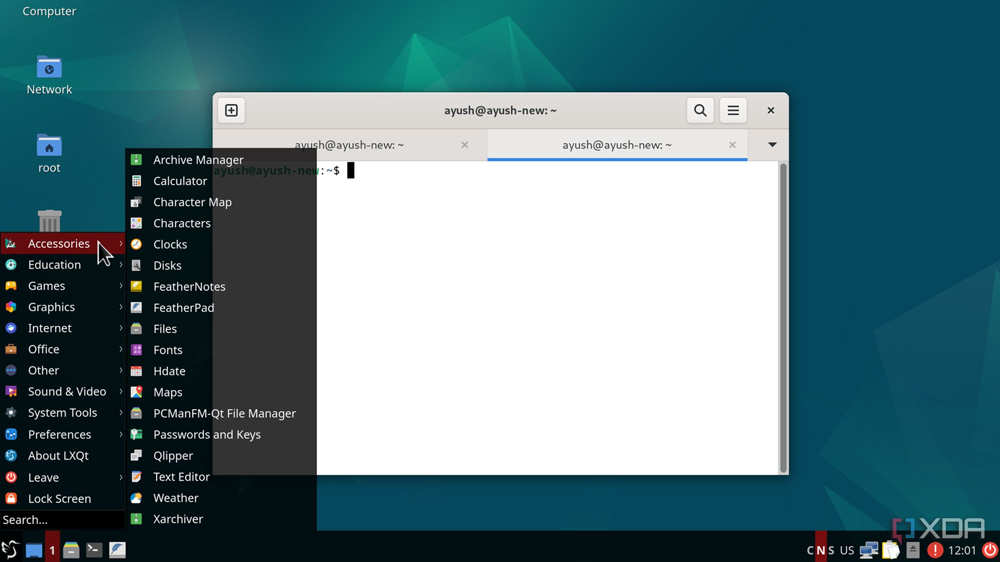 Computer
Network
root
ayush@ayush-new: ~
ayush@ayush-new: ~
ayush@ayush-new: ~
ayush@ayush-new:~$
Archive Manager
Calculator
Character Map
Characters
Clocks
Disks
FeatherNotes
FeatherPad
Files
Fonts
Hdate
Maps
PCManFM-Qt File Manager
Passwords and Keys
Qlipper
Text Editor
Weather
Xarchiver
Accessories
Education
Games
Graphics
Internet
Office
Other
Sound & Video
System Tools
Preferences
About LXQt
Leave
Lock Screen
Search...
1
C N S US 12:01
XDA